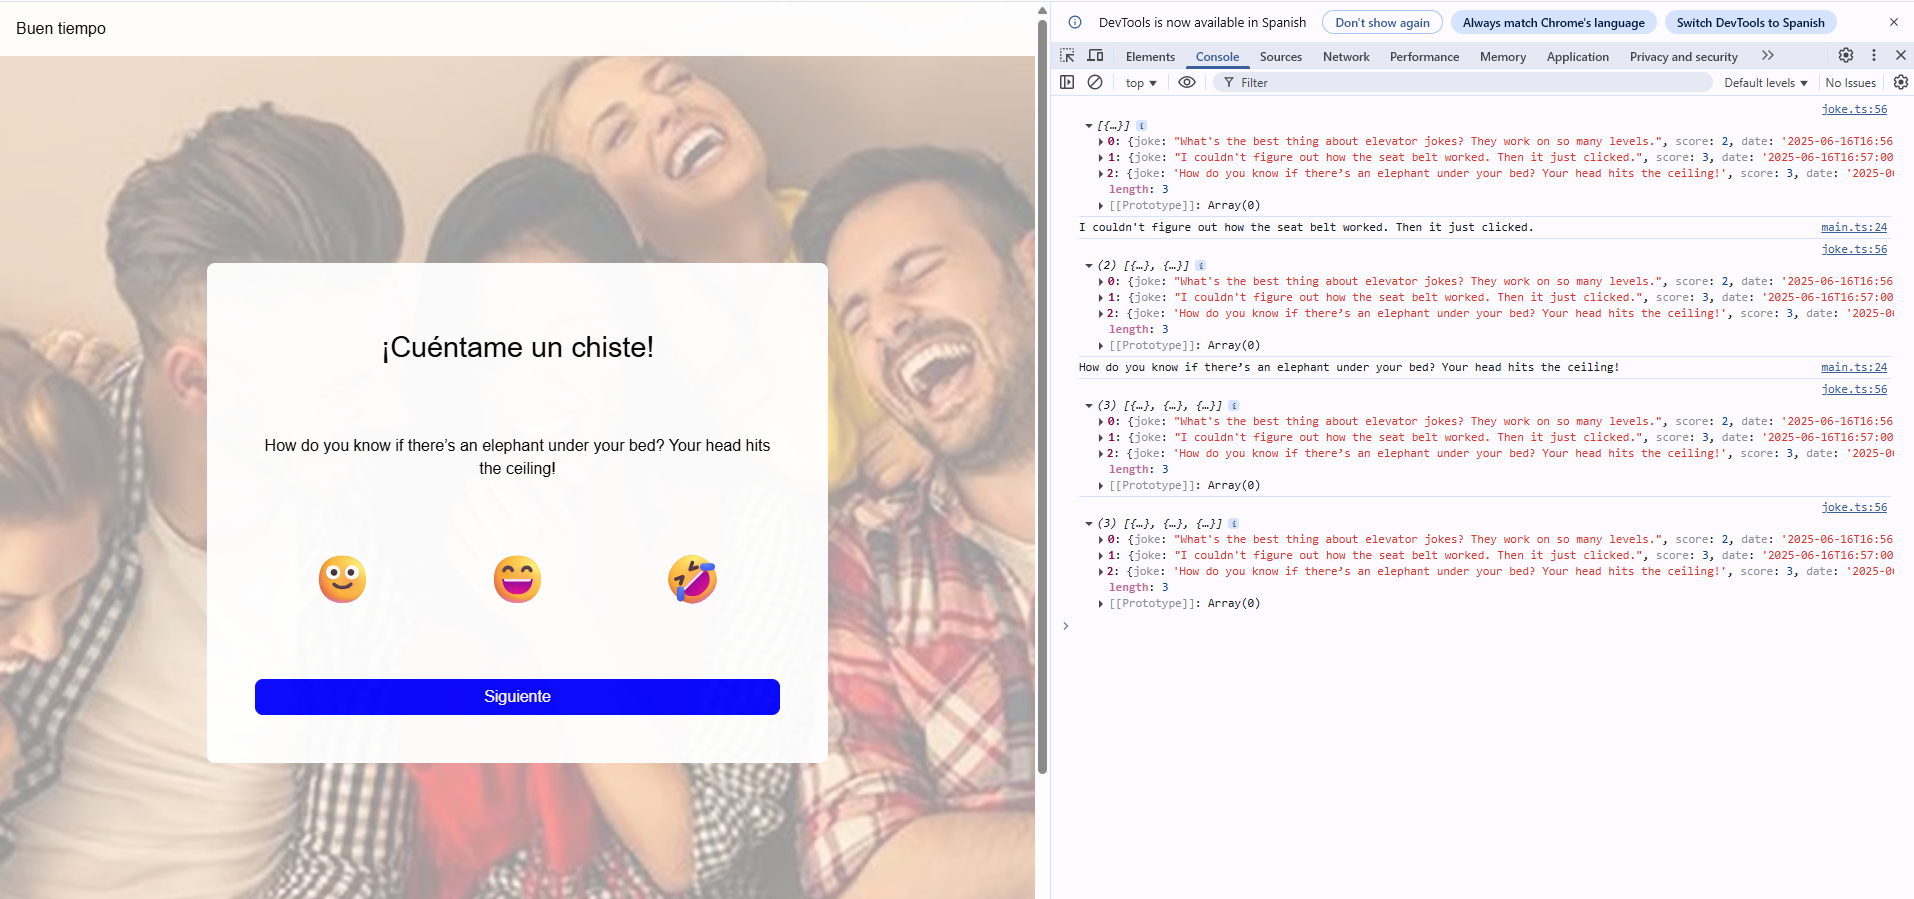 Buen tiempo
¡Cuéntame un chiste!
How do you know if there’s an elephant under your bed? Your head hits
the ceiling!
Siguiente
DevTools is now available in Spanish
Don't show again
Always match Chrome's language
Switch DevTools to Spanish
Elements
Console
Sources
Network
Performance
Memory
Application
Privacy and security
top
Filter
Default levels
No Issues
joke.ts:56
[{…}]
0: {joke: "What's the best thing about elevator jokes? They work on so many levels.", score: 2, date: '2025-06-16T16:56
1: {joke: "I couldn't figure out how the seat belt worked. Then it just clicked.", score: 3, date: '2025-06-16T16:57:00
2: {joke: 'How do you know if there’s an elephant under your bed? Your head hits the ceiling!', score: 3, date: '2025-06
length: 3
[[Prototype]]: Array(0)
I couldn't figure out how the seat belt worked. Then it just clicked. main.ts:24
joke.ts:56
(2) [{…}, {…}]
0: {joke: "What's the best thing about elevator jokes? They work on so many levels.", score: 2, date: '2025-06-16T16:56
1: {joke: "I couldn't figure out how the seat belt worked. Then it just clicked.", score: 3, date: '2025-06-16T16:57:00
2: {joke: 'How do you know if there’s an elephant under your bed? Your head hits the ceiling!', score: 3, date: '2025-06
length: 3
[[Prototype]]: Array(0)
How do you know if there’s an elephant under your bed? Your head hits the ceiling! main.ts:24
joke.ts:56
(3) [{…}, {…}, {…}]
0: {joke: "What's the best thing about elevator jokes? They work on so many levels.", score: 2, date: '2025-06-16T16:56
1: {joke: "I couldn't figure out how the seat belt worked. Then it just clicked.", score: 3, date: '2025-06-16T16:57:00
2: {joke: 'How do you know if there’s an elephant under your bed? Your head hits the ceiling!', score: 3, date: '2025-06
length: 3
[[Prototype]]: Array(0)
joke.ts:56
(3) [{…}, {…}, {…}]
0: {joke: "What's the best thing about elevator jokes? They work on so many levels.", score: 2, date: '2025-06-16T16:56
1: {joke: "I couldn't figure out how the seat belt worked. Then it just clicked.", score: 3, date: '2025-06-16T16:57:00
2: {joke: 'How do you know if there’s an elephant under your bed? Your head hits the ceiling!', score: 3, date: '2025-06
length: 3
[[Prototype]]: Array(0)